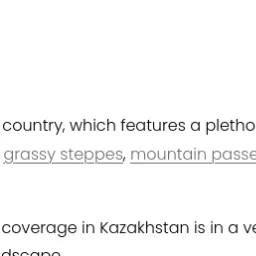 country, which features a pletho
grassy steppes, mountain passe
coverage in Kazakhstan is in a ve
dscape